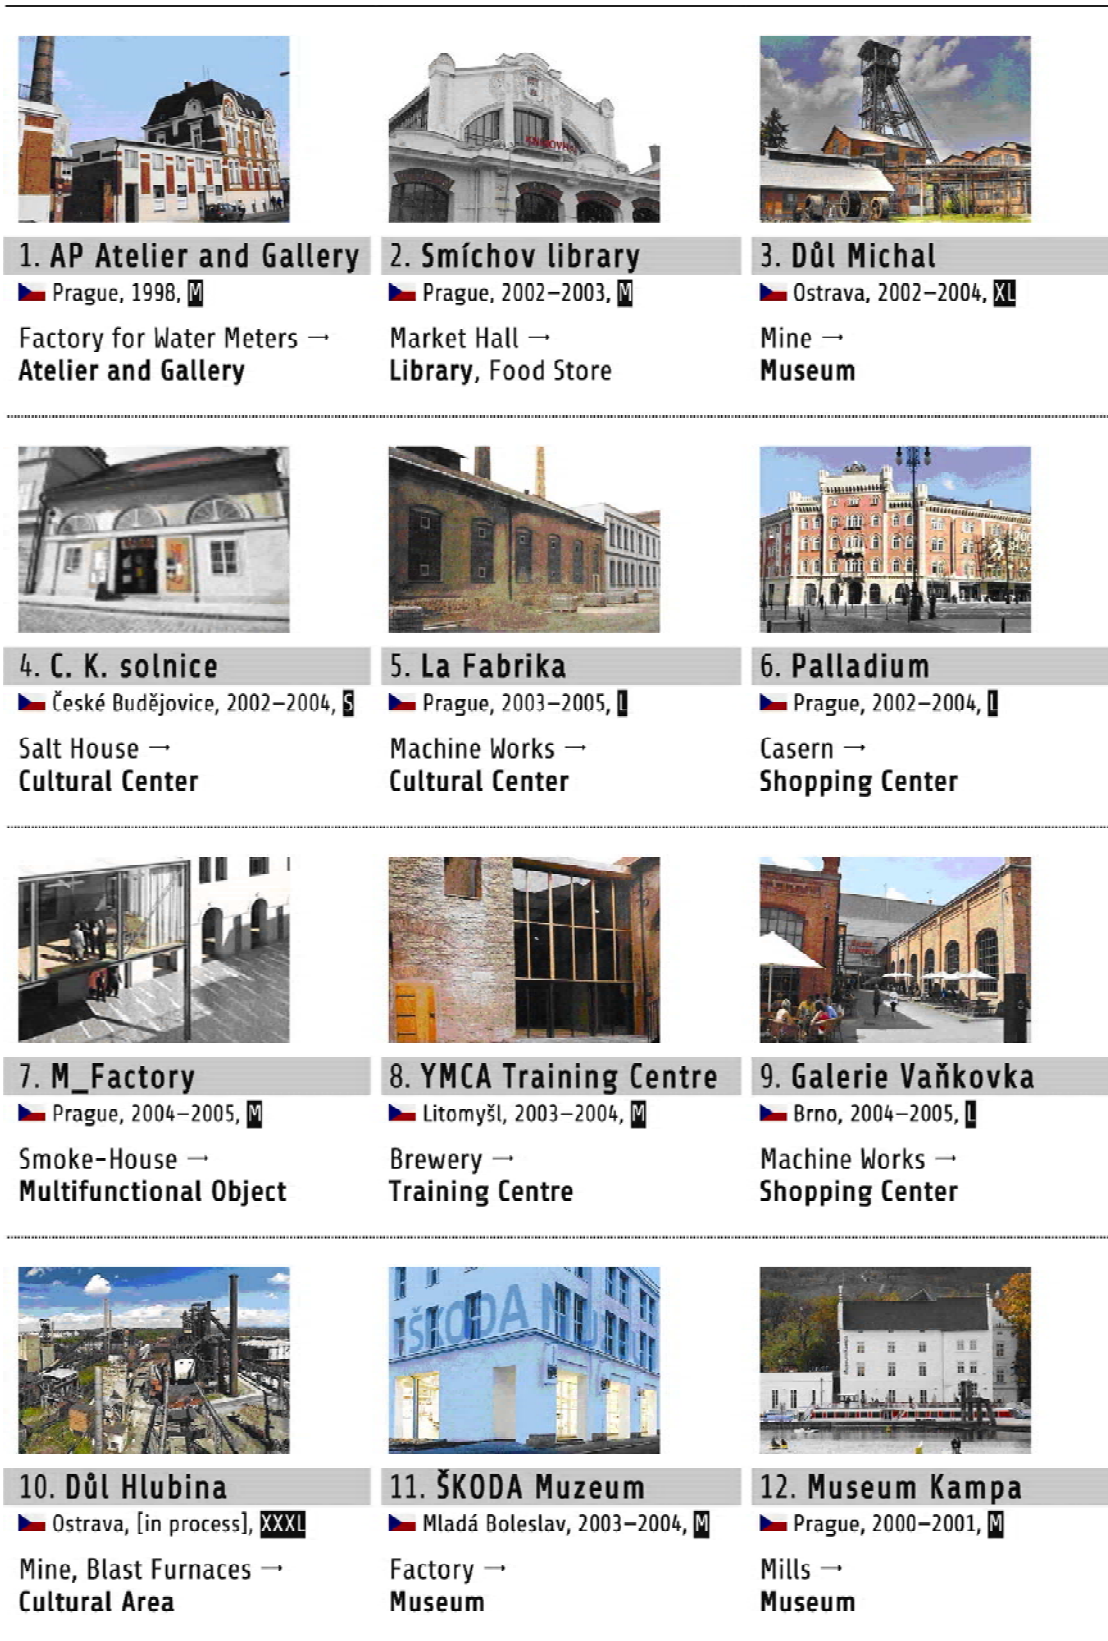 KNIHOVNA
1. AP Atelier and Gallery
Prague, 1998, M
Factory for Water Meters →
Atelier and Gallery
2. Smíchov library
Prague, 2002–2003, M
Market Hall →
Library, Food Store
3. Důl Michal
Ostrava, 2002–2004, XL
Mine →
Museum
4. C. K. solnice
České Budějovice, 2002–2004, S
Salt House →
Cultural Center
5. La Fabrika
Prague, 2003–2005, L
Machine Works →
Cultural Center
6. Palladium
Prague, 2002–2004, L
Casern →
Shopping Center
7. M_Factory
Prague, 2004–2005, M
Smoke-House →
Multifunctional Object
8. YMCA Training Centre
Litomyšl, 2003–2004, M
Brewery →
Training Centre
9. Galerie Vaňkovka
Brno, 2004–2005, L
Machine Works →
Shopping Center
ŠKODA MU
10. Důl Hlubina
Ostrava, [in process], XXXL
Mine, Blast Furnaces →
Cultural Area
11. ŠKODA Muzeum
Mladá Boleslav, 2003–2004, M
Factory →
Museum
12. Museum Kampa
Prague, 2000–2001, M
Mills →
Museum